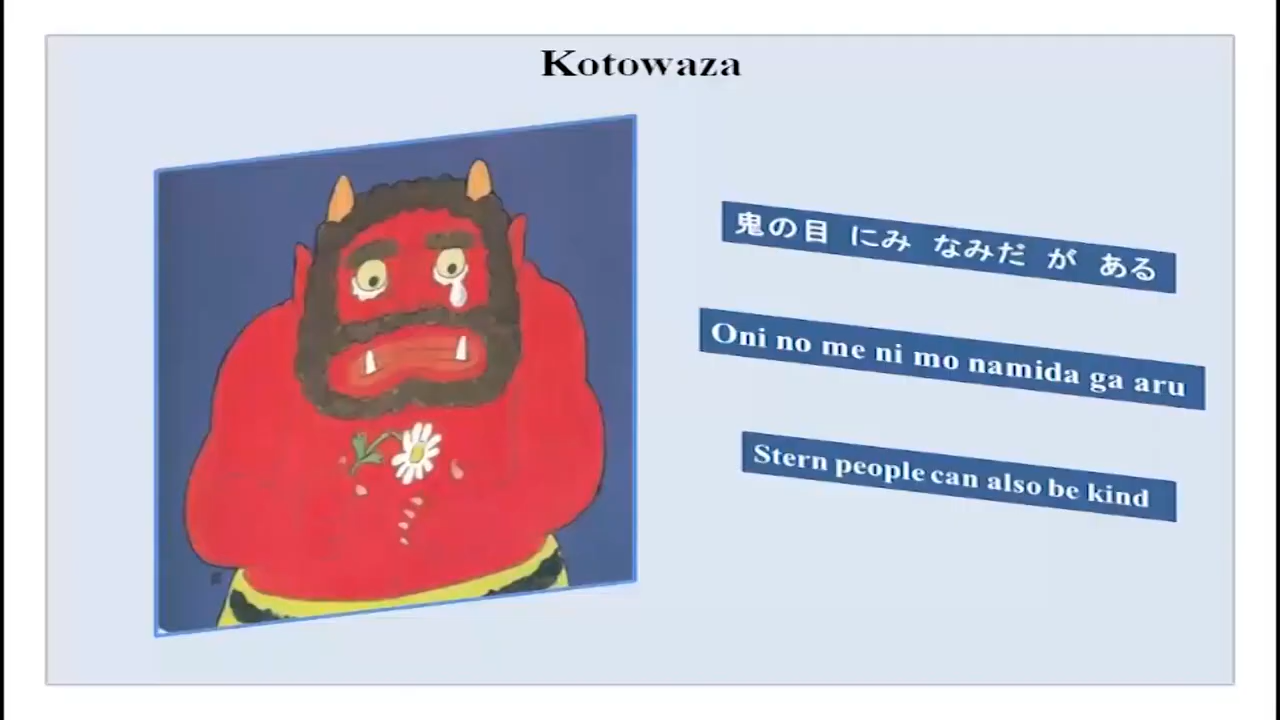 Kotowaza
鬼の目 にみ なみだ が ある
Oni no me ni mo namida ga aru
Stern people can also be kind